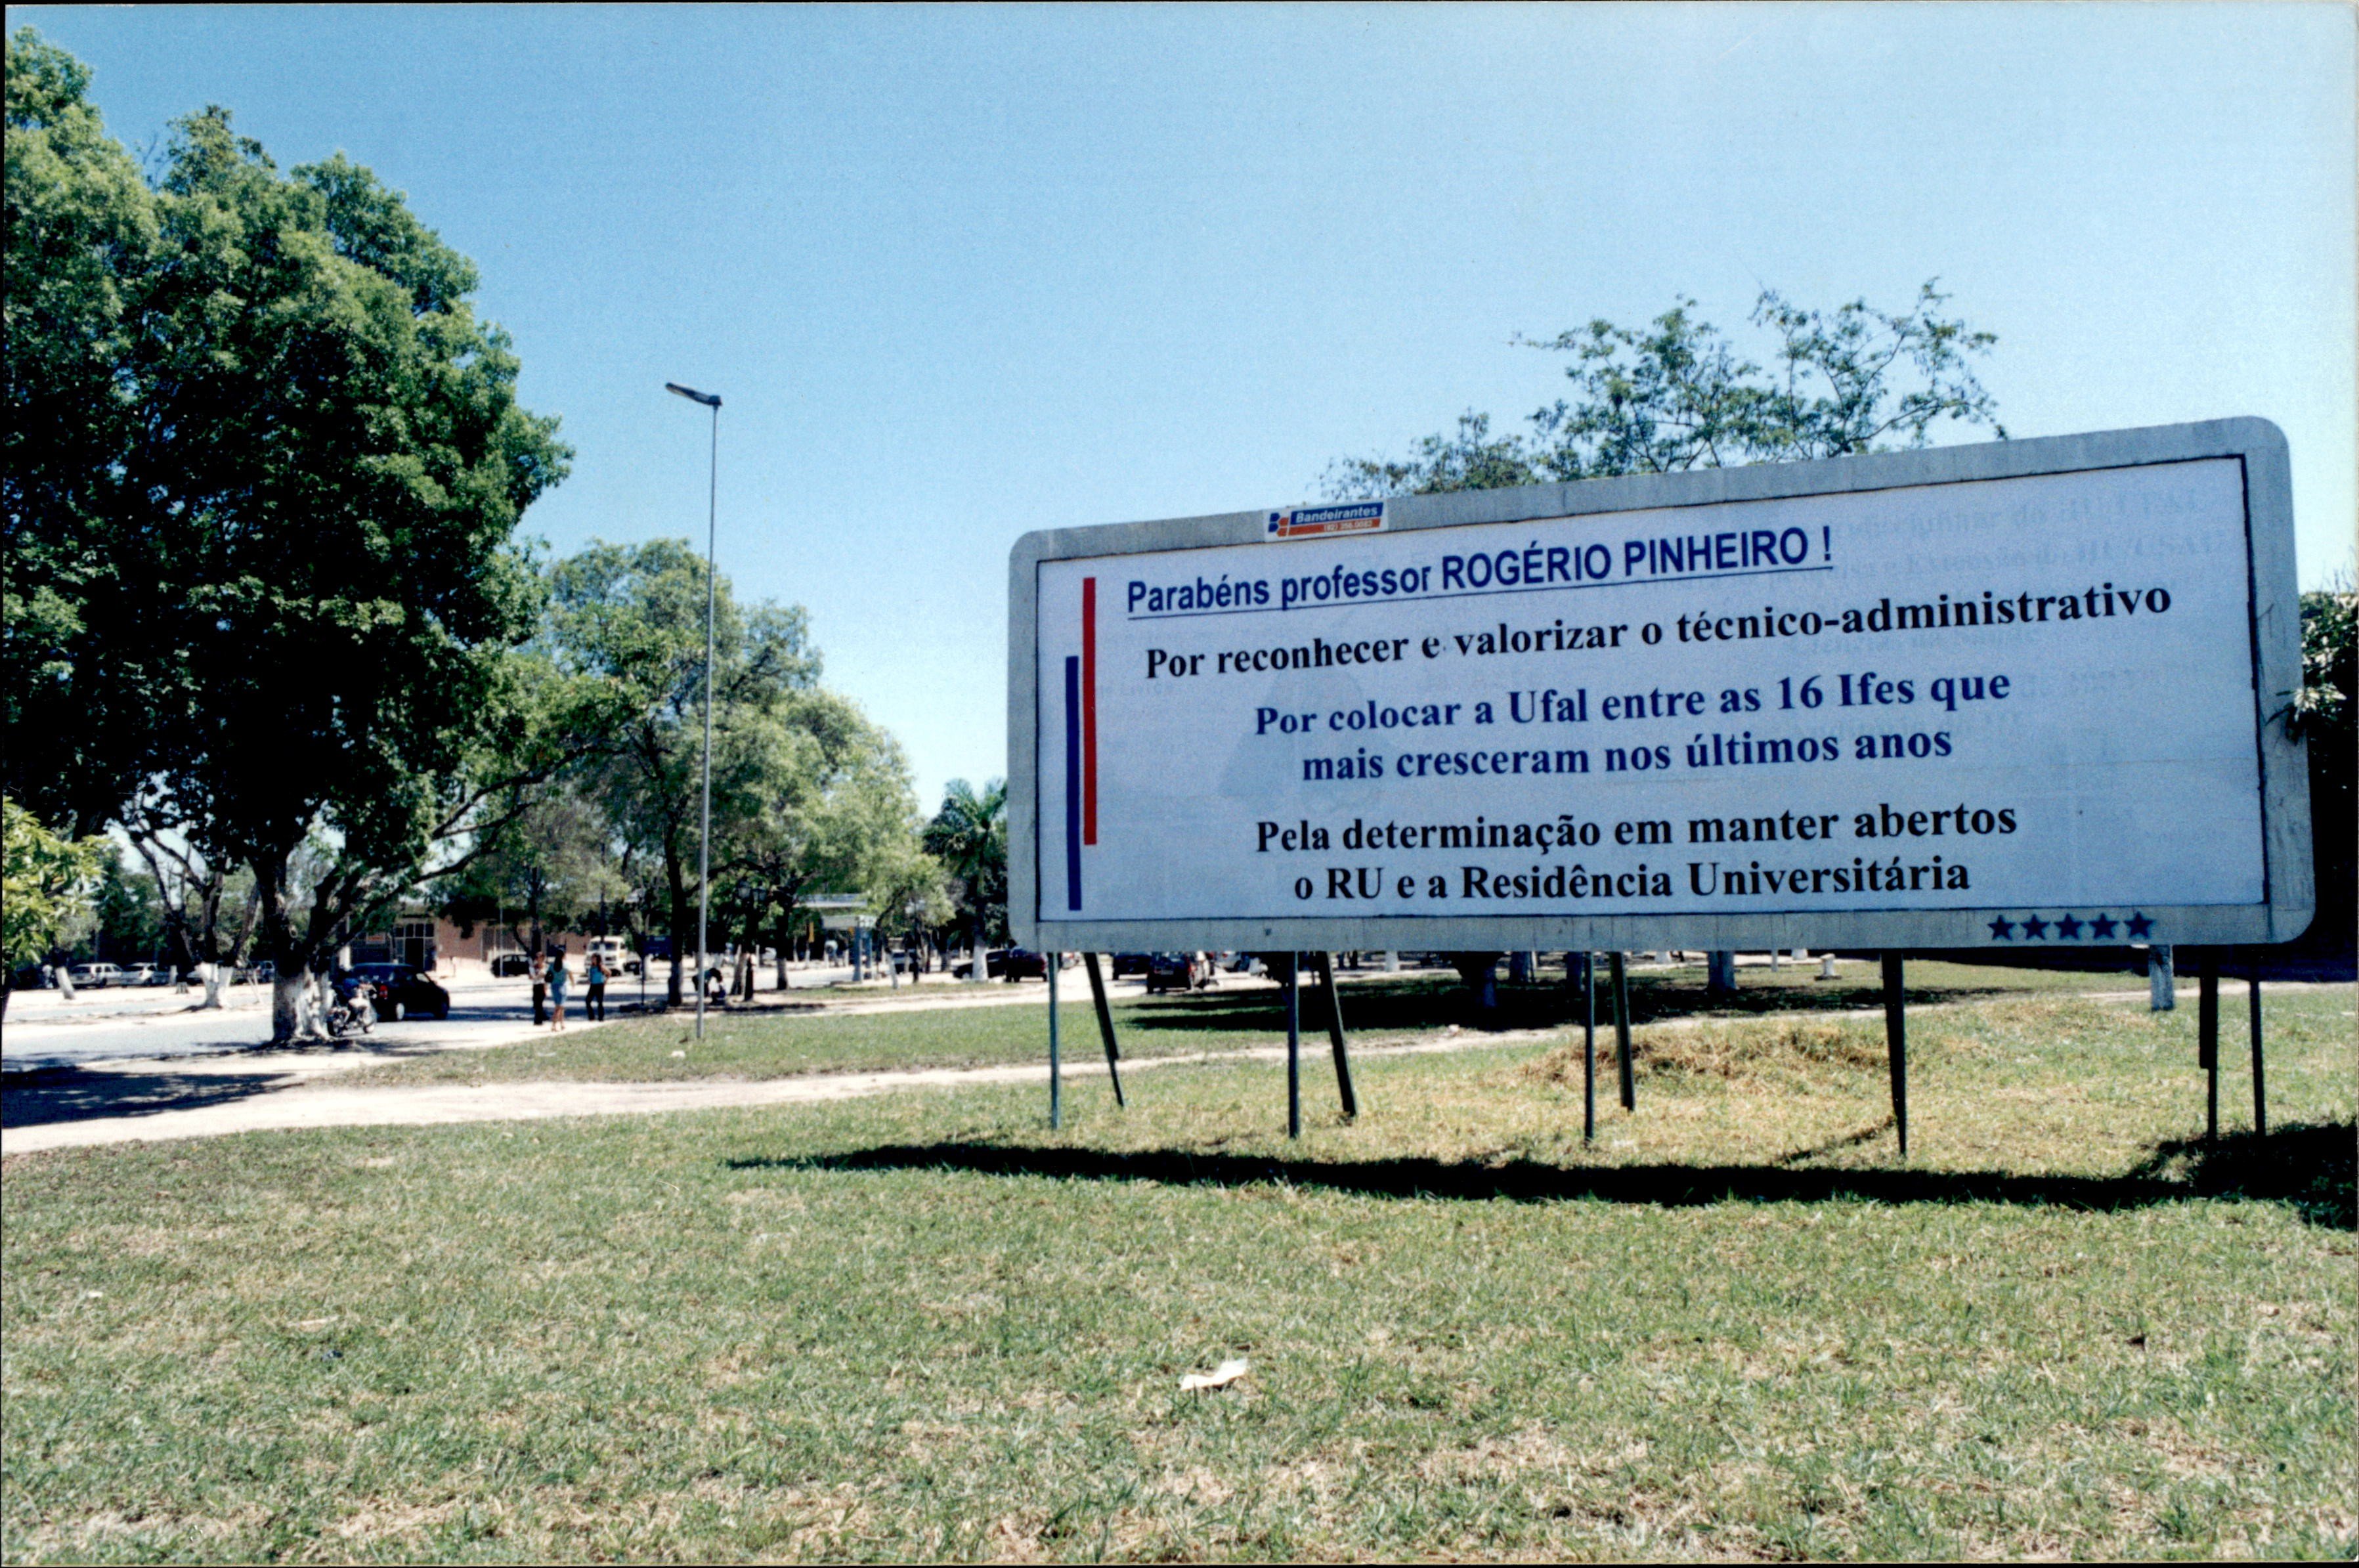 Bandeirantes
Parabéns professor ROGÉRIO PINHEIRO !
Por reconhecer e valorizar o técnico-administrativo
Por colocar a Ufal entre as 16 Ifes que
mais cresceram nos últimos anos
Pela determinação em manter abertos
o RU e a Residência Universitária